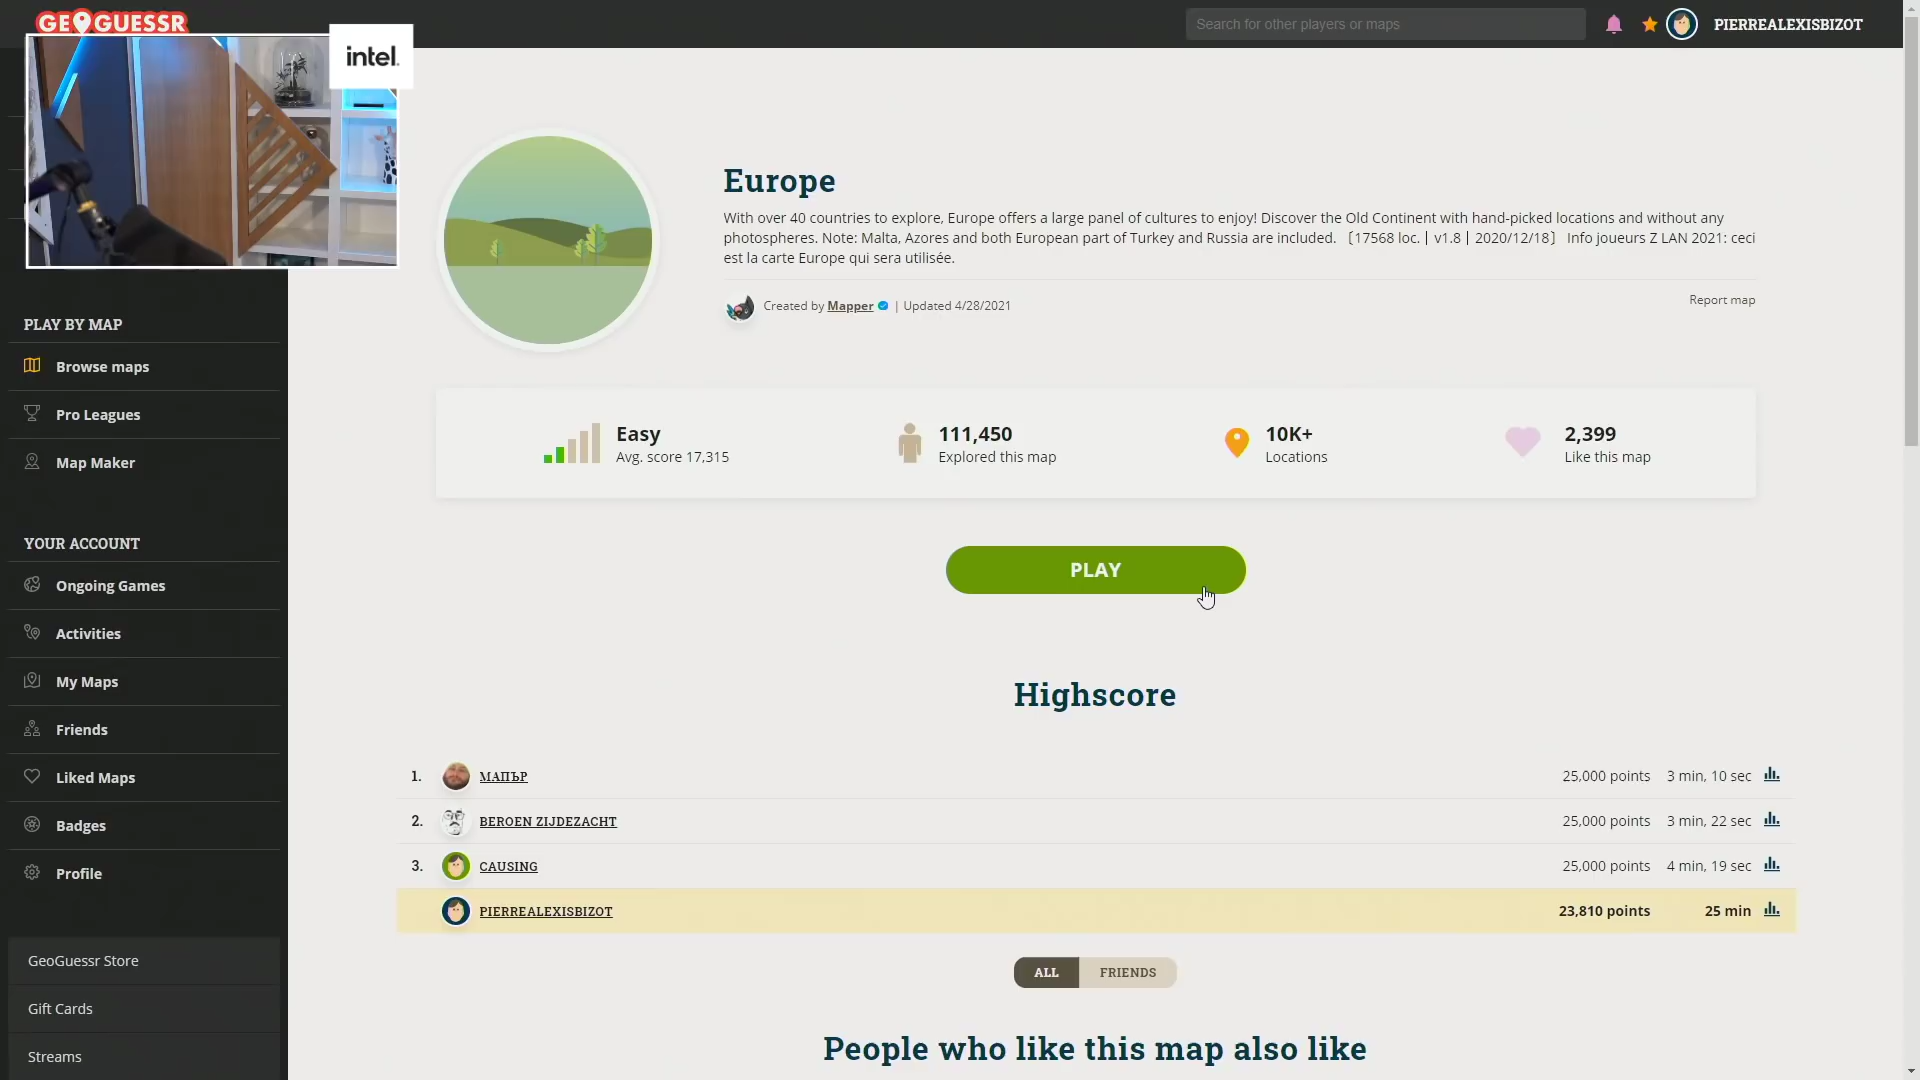 GEOGUESSR
intel.
Search for other players or maps
PIERREALEXISBIZOT
Europe
With over 40 countries to explore, Europe offers a large panel of cultures to enjoy! Discover the Old Continent with hand-picked locations and without any
photospheres. Note: Malta, Azores and both European part of Turkey and Russia are included. 〔17568 loc. | v1.8 | 2020/12/18〕 Info joueurs Z LAN 2021: ceci
est la carte Europe qui sera utilisée.
Created by Mapper | Updated 4/28/2021
Report map
Easy
Avg. score 17,315
111,450
Explored this map
10K+
Locations
2,399
Like this map
PLAY
Highscore
1. МАПЪР 25,000 points 3 min, 10 sec
2. BEROEN ZIJDEZACHT 25,000 points 3 min, 22 sec
3. CAUSING 25,000 points 4 min, 19 sec
PIERREALEXISBIZOT 23,810 points 25 min
ALL FRIENDS
People who like this map also like
PLAY BY MAP
Browse maps
Pro Leagues
Map Maker
YOUR ACCOUNT
Ongoing Games
Activities
My Maps
Friends
Liked Maps
Badges
Profile
GeoGuessr Store
Gift Cards
Streams